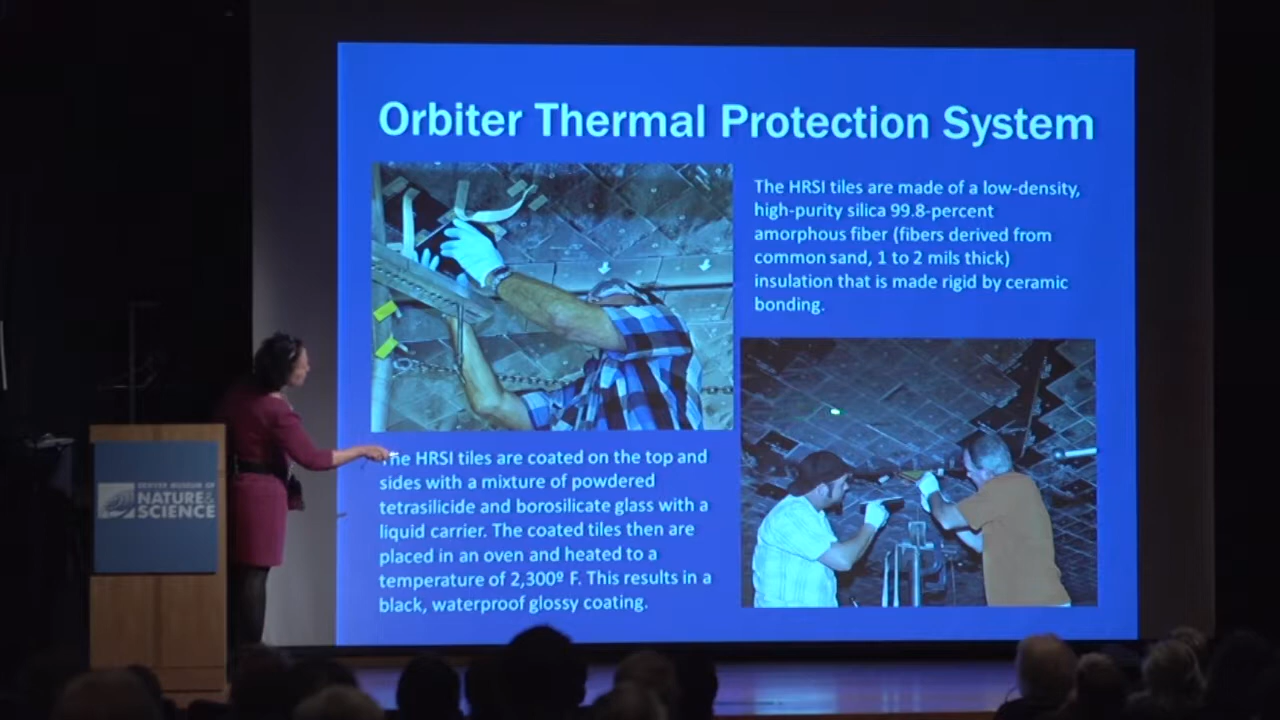 Orbiter Thermal Protection System
The HRSI tiles are made of a low-density,
high-purity silica 99.8-percent
amorphous fiber (fibers derived from
common sand, 1 to 2 mils thick)
insulation that is made rigid by ceramic
bonding.
The HRSI tiles are coated on the top and
sides with a mixture of powdered
tetrasilicide and borosilicate glass with a
liquid carrier. The coated tiles then are
placed in an oven and heated to a
temperature of 2,300º F. This results in a
black, waterproof glossy coating.
DENVER MUSEUM OF
NATURE &
SCIENCE